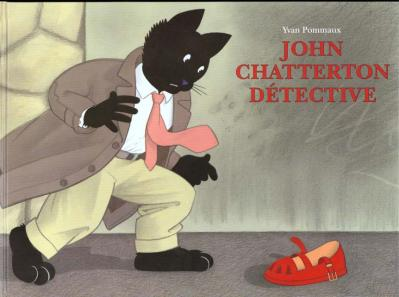 Yvan Pommaux
JOHN
CHATTERTON
DÉTECTIVE